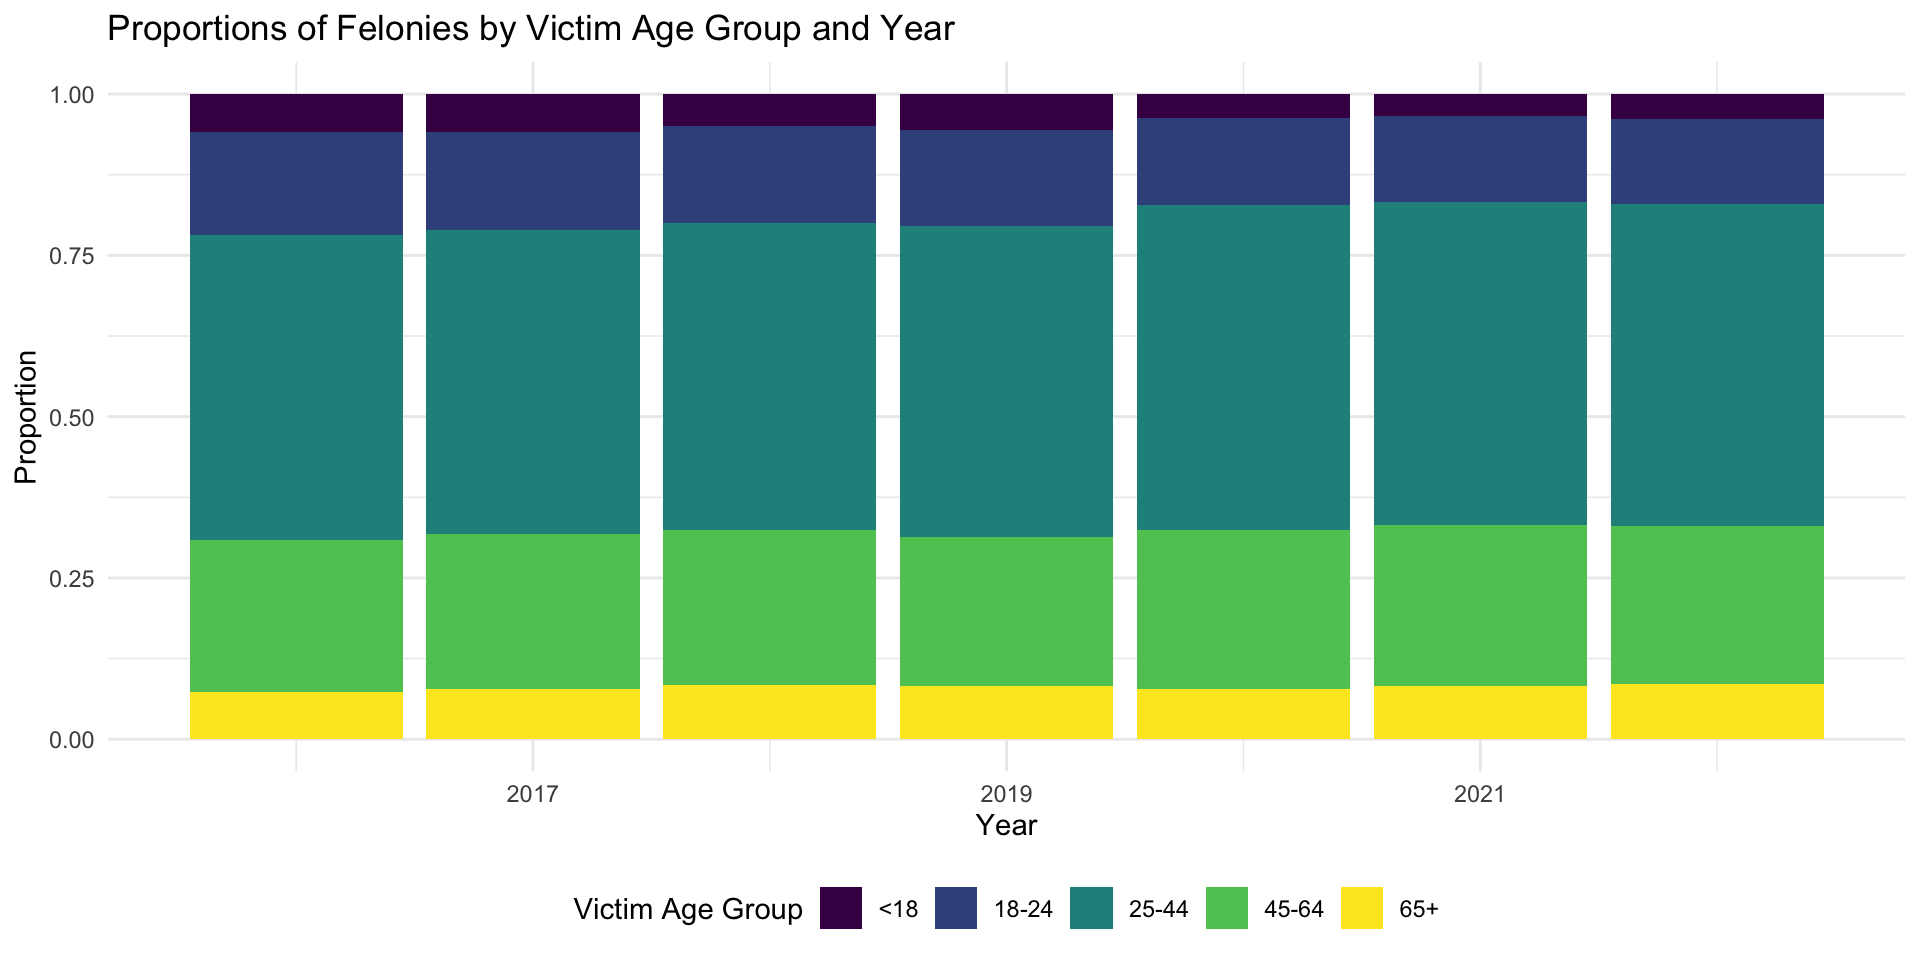 Proportions of Felonies by Victim Age Group and Year
1.00
0.75
0.50
0.25
0.00
Proportion
2017 2019 2021
Year
Victim Age Group <18 18-24 25-44 45-64 65+